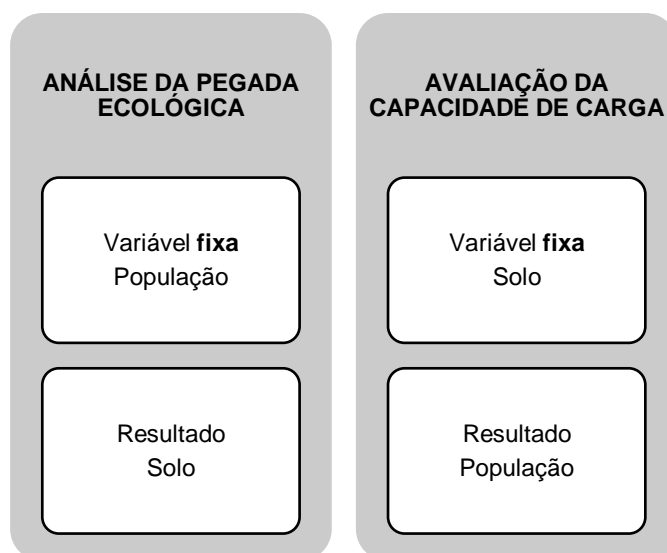 ANÁLISE DA PEGADA
ECOLÓGICA
Variável fixa
População
Resultado
Solo
AVALIAÇÃO DA
CAPACIDADE DE CARGA
Variável fixa
Solo
Resultado
População